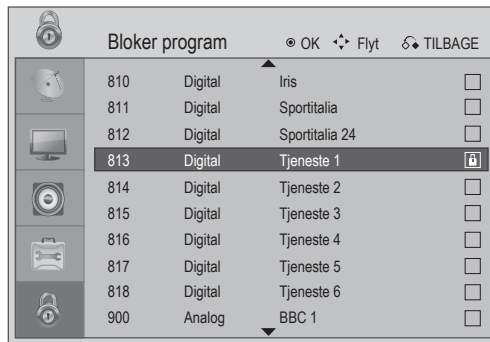 Bloker program OK Flyt TILBAGE
810 Digital Iris
811 Digital Sportitalia
812 Digital Sportitalia 24
813 Digital Tjeneste 1
814 Digital Tjeneste 2
815 Digital Tjeneste 3
816 Digital Tjeneste 4
817 Digital Tjeneste 5
818 Digital Tjeneste 6
900 Analog BBC 1